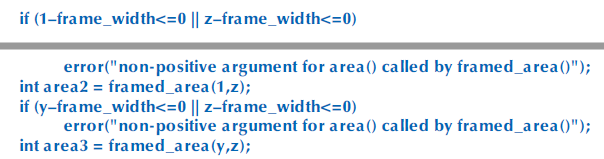 if (1–frame_width<=0 || z–frame_width<=0)
error("non-positive argument for area() called by framed_area()");
int area2 = framed_area(1,z);
if (y–frame_width<=0 || z–frame_width<=0)
error("non-positive argument for area() called by framed_area()");
int area3 = framed_area(y,z);